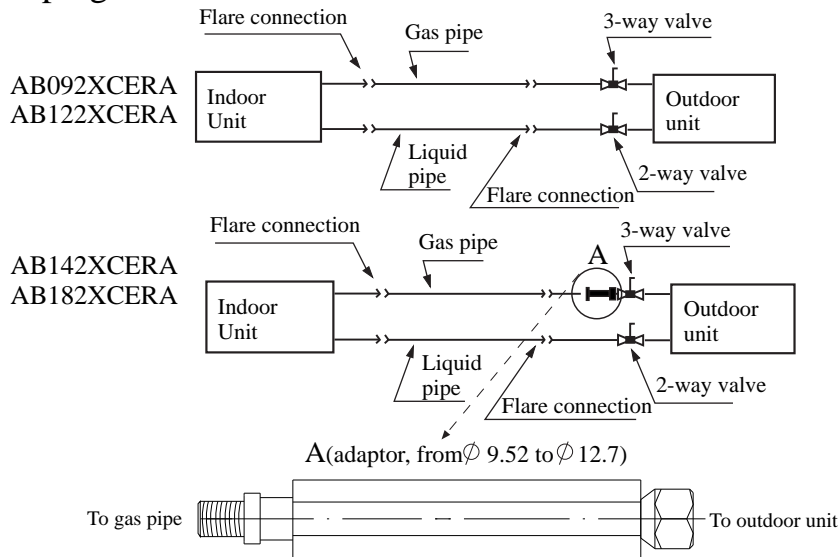 Flare connection
Gas pipe
3-way valve
AB092XCERA
AB122XCERA
Indoor
Unit
Outdoor
unit
Liquid
pipe
Flare connection
2-way valve
Flare connection
Gas pipe
A
3-way valve
AB142XCERA
AB182XCERA
Indoor
Unit
Outdoor
unit
Liquid
pipe
Flare connection
2-way valve
A(adaptor, from∅ 9.52 to∅ 12.7)
To gas pipe
To outdoor unit